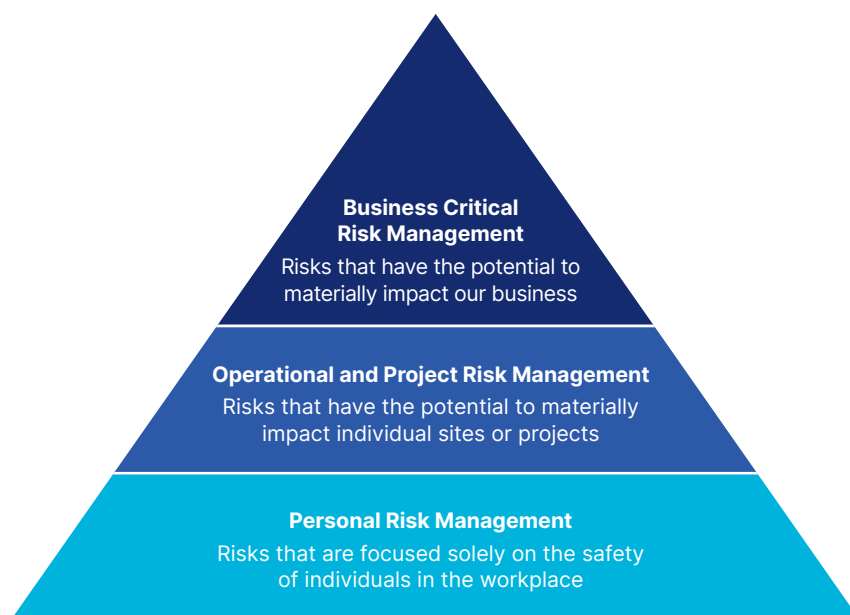 Business Critical
Risk Management
Risks that have the potential to
materially impact our business
Operational and Project Risk Management
Risks that have the potential to materially
impact individual sites or projects
Personal Risk Management
Risks that are focused solely on the safety
of individuals in the workplace